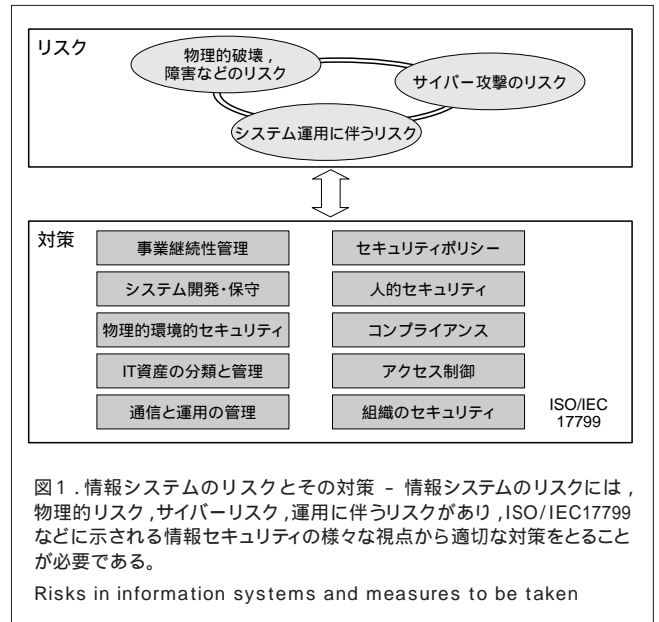 リスク
物理的破壊,
障害などのリスク
サイバー攻撃のリスク
システム運用に伴うリスク
対策
事業継続性管理
セキュリティポリシー
システム開発・保守
人的セキュリティ
物理的環境的セキュリティ
コンプライアンス
IT資産の分類と管理
アクセス制御
通信と運用の管理
組織のセキュリティ
ISO/IEC
17799
図1.情報システムのリスクとその対策 – 情報システムのリスクには,
物理的リスク,サイバーリスク,運用に伴うリスクがあり,ISO/IEC17799
などに示される情報セキュリティの様々な視点から適切な対策をとること
が必要である。
Risks in information systems and measures to be taken